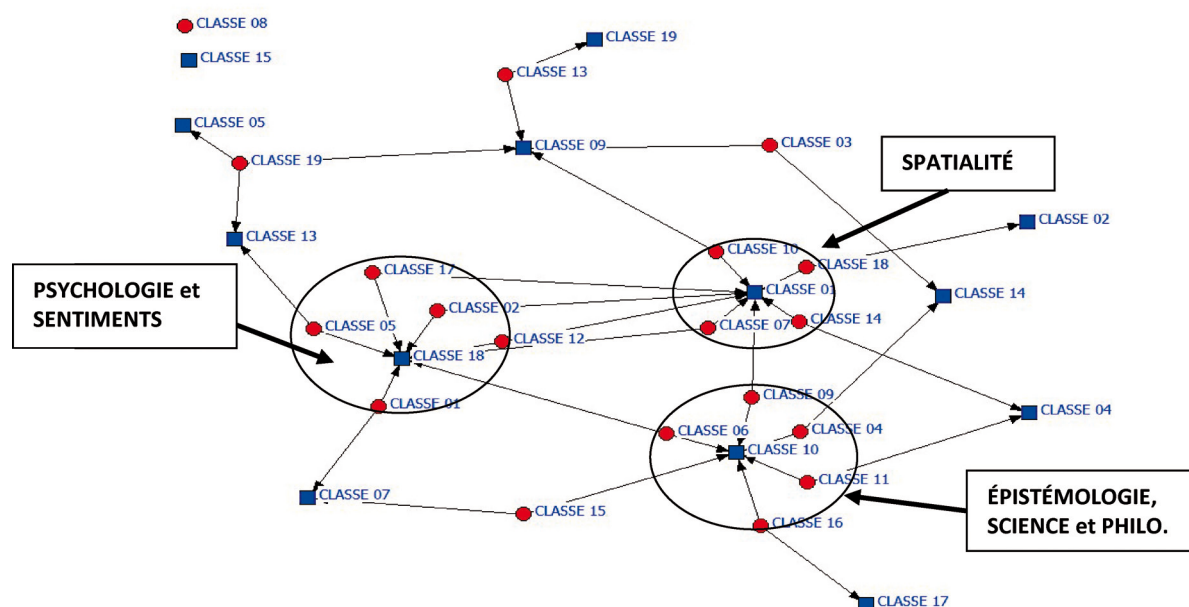 CLASSE 08
CLASSE 19
CLASSE 15
CLASSE 13
CLASSE 05
CLASSE 09
CLASSE 03
CLASSE 19
SPATIALITÉ
CLASSE 02
CLASSE 13
CLASSE 10
CLASSE 18
CLASSE 17
CLASSE 01
CLASSE 14
PSYCHOLOGIE et
SENTIMENTS
CLASSE 02
CLASSE 05
CLASSE 12
CLASSE 07
CLASSE 14
CLASSE 18
CLASSE 01
CLASSE 09
CLASSE 04
CLASSE 06
CLASSE 04
CLASSE 10
CLASSE 11
CLASSE 07
CLASSE 15
CLASSE 16
ÉPISTÉMOLOGIE,
SCIENCE et PHILO.
CLASSE 17